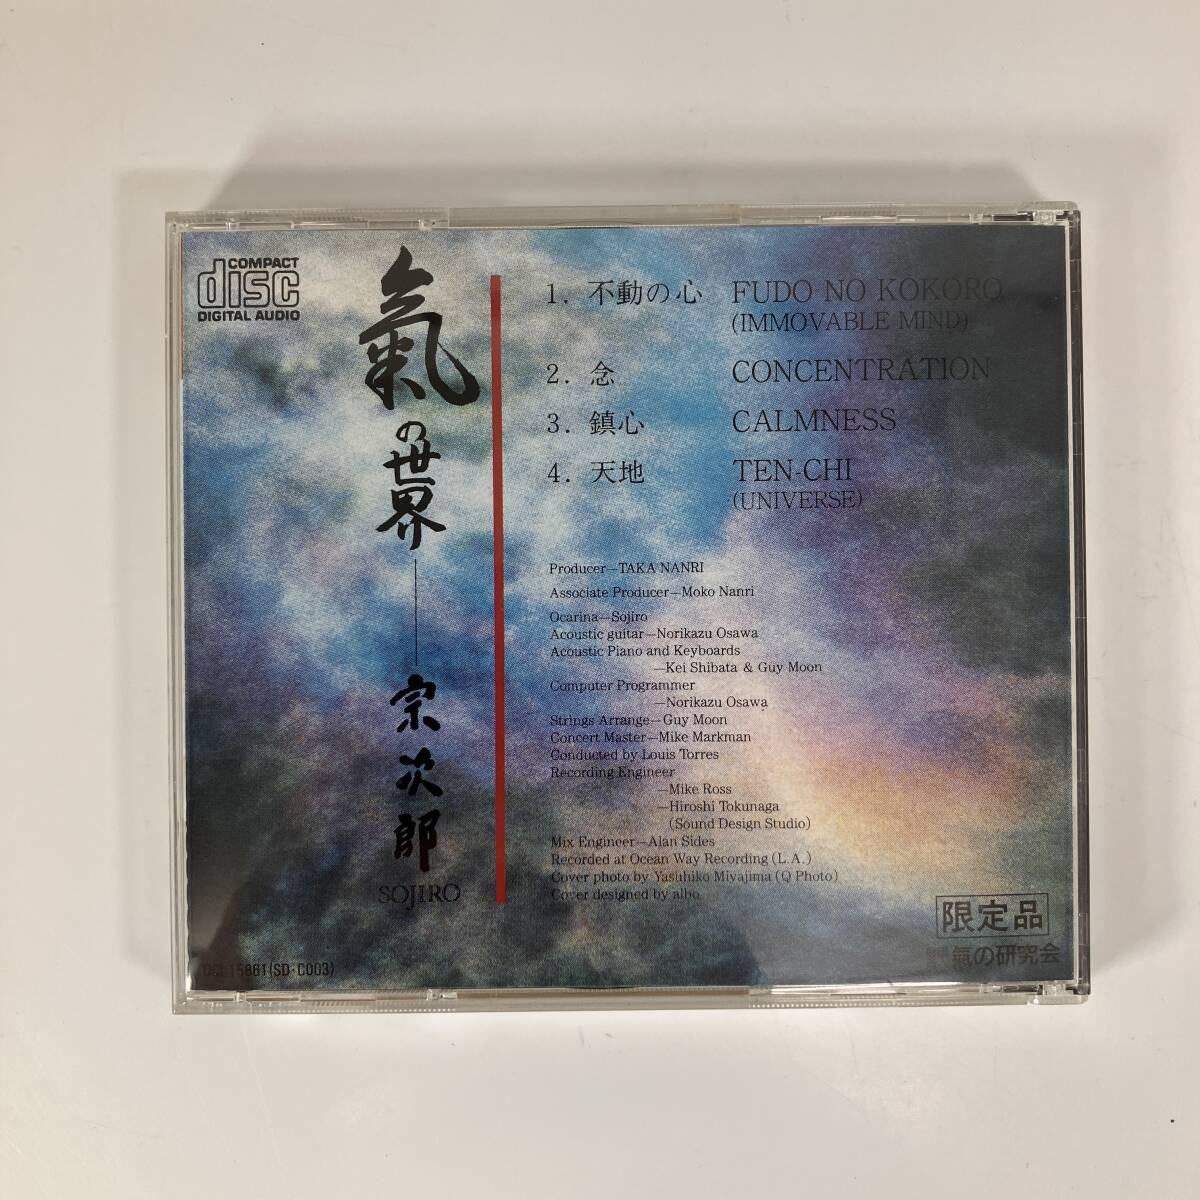 COMPACT
disc
DIGITAL AUDIO
氣の世界
宗次郎
SOJIRO
1. 不動の心 FUDO NO KOKORO
(IMMOVABLE MIND)
2. 念 CONCENTRATION
3. 鎮心 CALMNESS
4. 天地 TEN-CHI
(UNIVERSE)
Producer—TAKA NANRI
Associate Producer—Moko Nanri
Ocarina—Sojiro
Acoustic guitar—Norikazu Osawa
Acoustic Piano and Keyboards
—Kei Shibata & Guy Moon
Computer Programmer
—Norikazu Osawa
Strings Arrange—Guy Moon
Concert Master—Mike Markman
Conducted by Louis Torres
Recording Engineer
—Mike Ross
—Hiroshi Tokunaga
(Sound Design Studio)
Mix Engineer—Alan Sides
Recorded at Ocean Way Recording (L.A.)
Cover photo by Yasuhiko Miyajima (Q Photo)
Cover designed by albo
限定品
氣の研究会
(SD-C003)